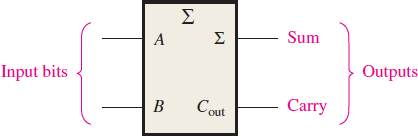 Σ
A Σ Sum
Input bits Outputs
B Cout Carry